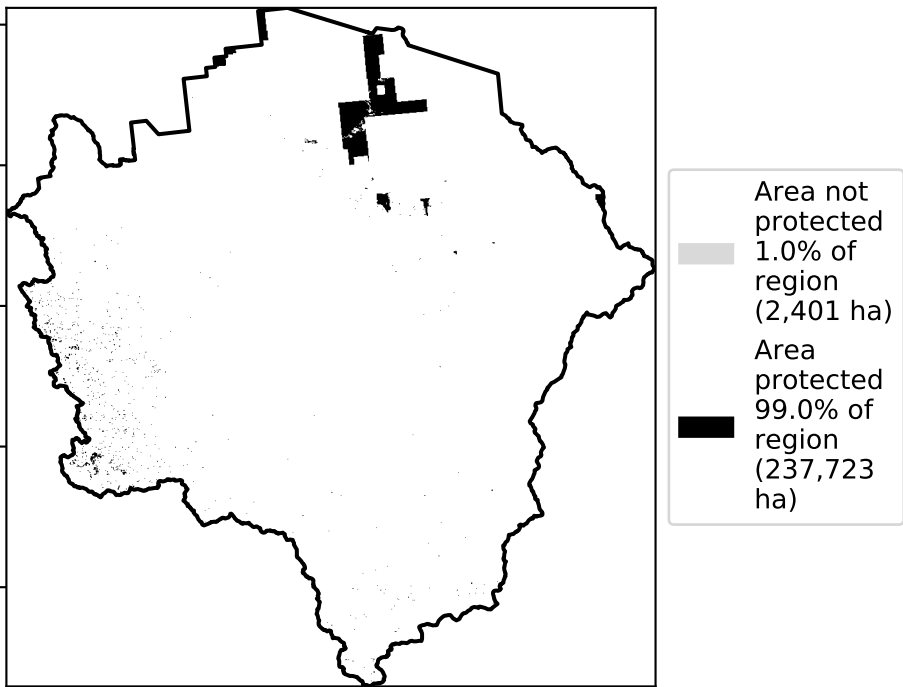 Area not
protected
1.0% of
region
(2,401 ha)
Area
protected
99.0% of
region
(237,723
ha)